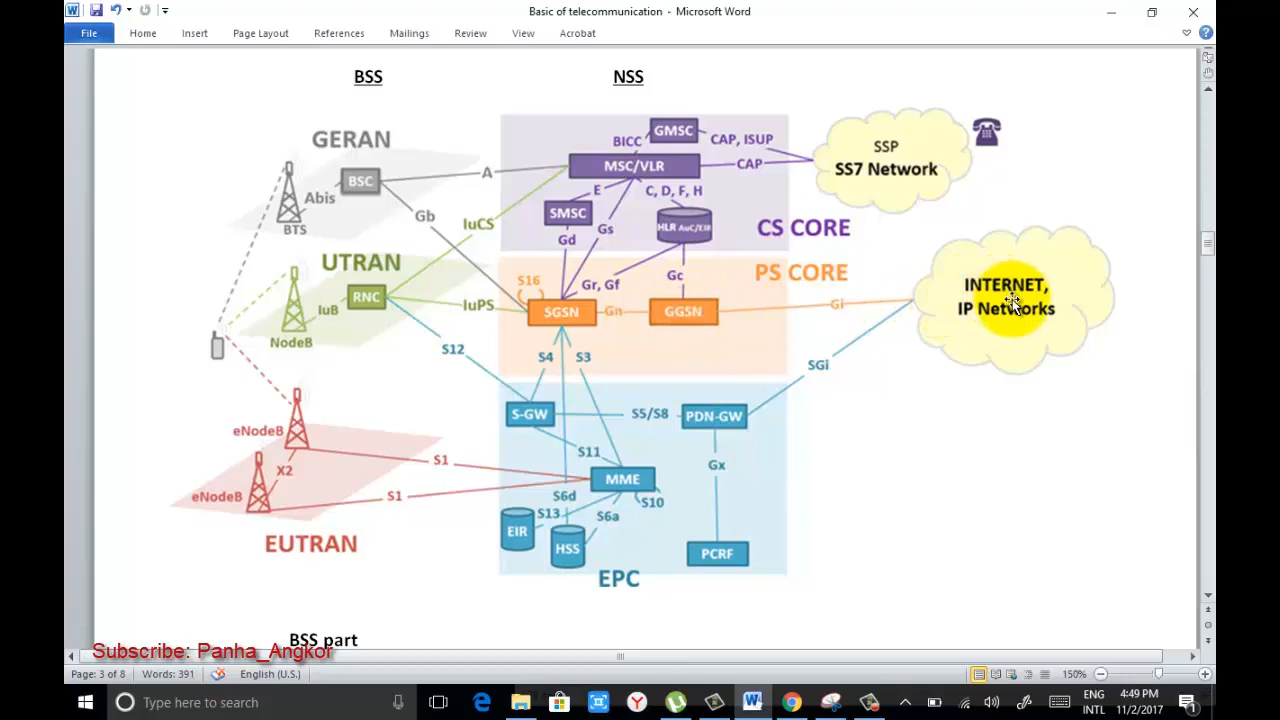 Basic of telecommunication - Microsoft Word
File Home Insert Page Layout References Mailings Review View Acrobat
BSS NSS
GERAN
BSC
Abis
BTS
A
Gb
UTRAN
RNC
IuB
NodeB
IuCS
IuPS
S12
eNodeB
eNodeB
X2
S1
S1
EUTRAN
GMSC
BICC
CAP, ISUP
MSC/VLR
CAP
E
C, D, F, H
SMSC
HLR AuC/EIR
Gd
Gs
CS CORE
SSP
SS7 Network
PS CORE
Gr, Gf
Gc
S16
SGSN
Gn
GGSN
Gi
INTERNET,
IP Networks
S4
S3
SGi
S-GW
S5/S8
PDN-GW
S11
Gx
MME
S6d
S10
S13
S6a
EIR
HSS
PCRF
EPC
BSS part
Subscribe: Panha_Angkor
Page: 3 of 8 Words: 391 English (U.S.) 150%
Type here to search
ENG 4:49 PM
INTL 11/2/2017
1